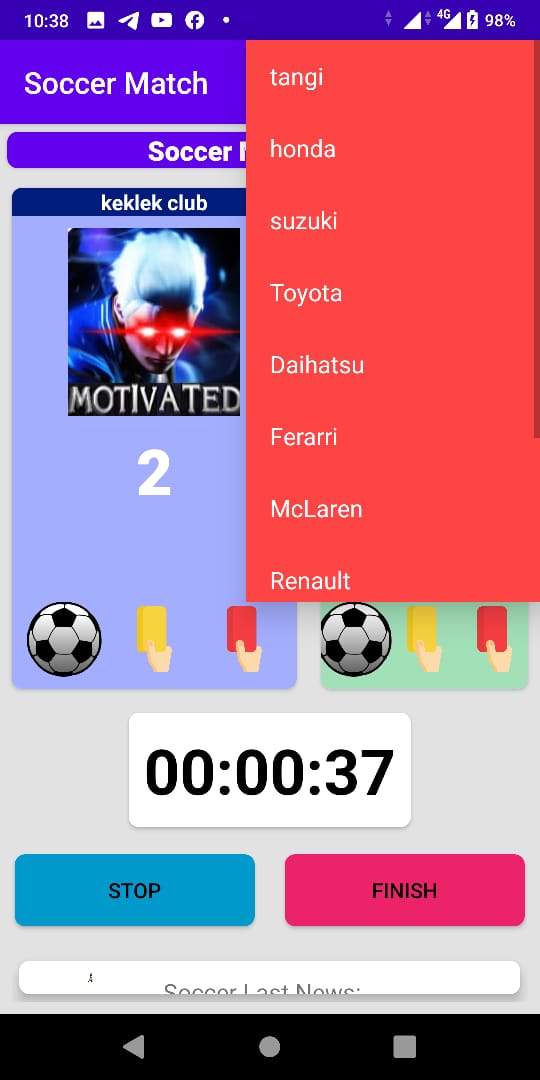 10:38
4G
98%
Soccer Match
Soccer M
keklek club
MOTIVATED
2
tangi
honda
suzuki
Toyota
Daihatsu
Ferarri
McLaren
Renault
00:00:37
STOP
FINISH
Soccer Last News: